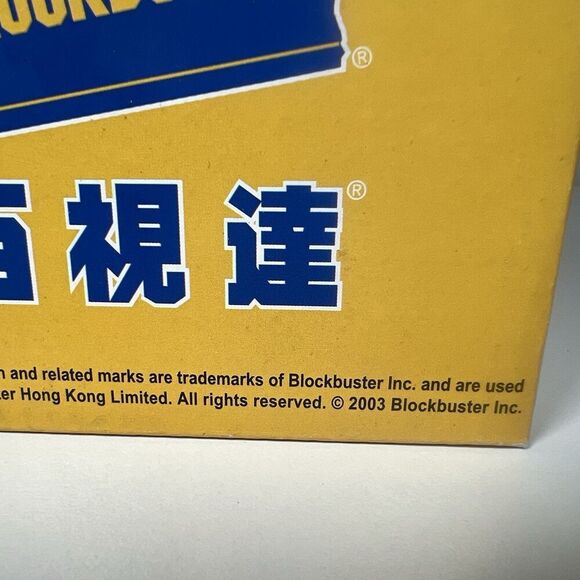 ®
視達®
and related marks are trademarks of Blockbuster Inc. and are used
Hong Kong Limited. All rights reserved. © 2003 Blockbuster Inc.